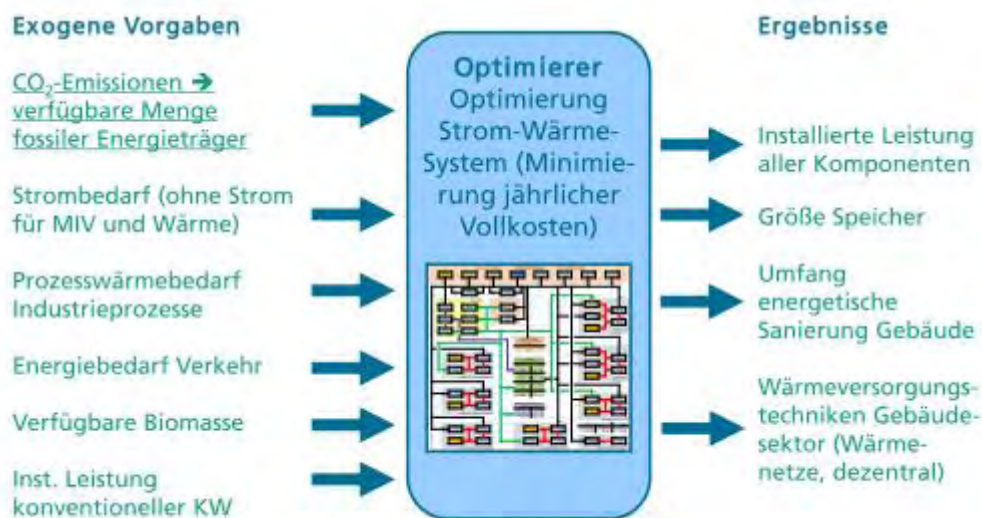 Exogene Vorgaben
CO₂-Emissionen ➔
verfügbare Menge
fossiler Energieträger
Strombedarf (ohne Strom
für MIV und Wärme)
Prozesswärmebedarf
Industrieprozesse
Energiebedarf Verkehr
Verfügbare Biomasse
Inst. Leistung
konventioneller KW
Optimierer
Optimierung
Strom-Wärme-
System (Minimie-
rung jährlicher
Vollkosten)
Ergebnisse
Installierte Leistung
aller Komponenten
Größe Speicher
Umfang
energetische
Sanierung Gebäude
Wärmeversorgungs-
techniken Gebäude-
sektor (Wärme-
netze, dezentral)